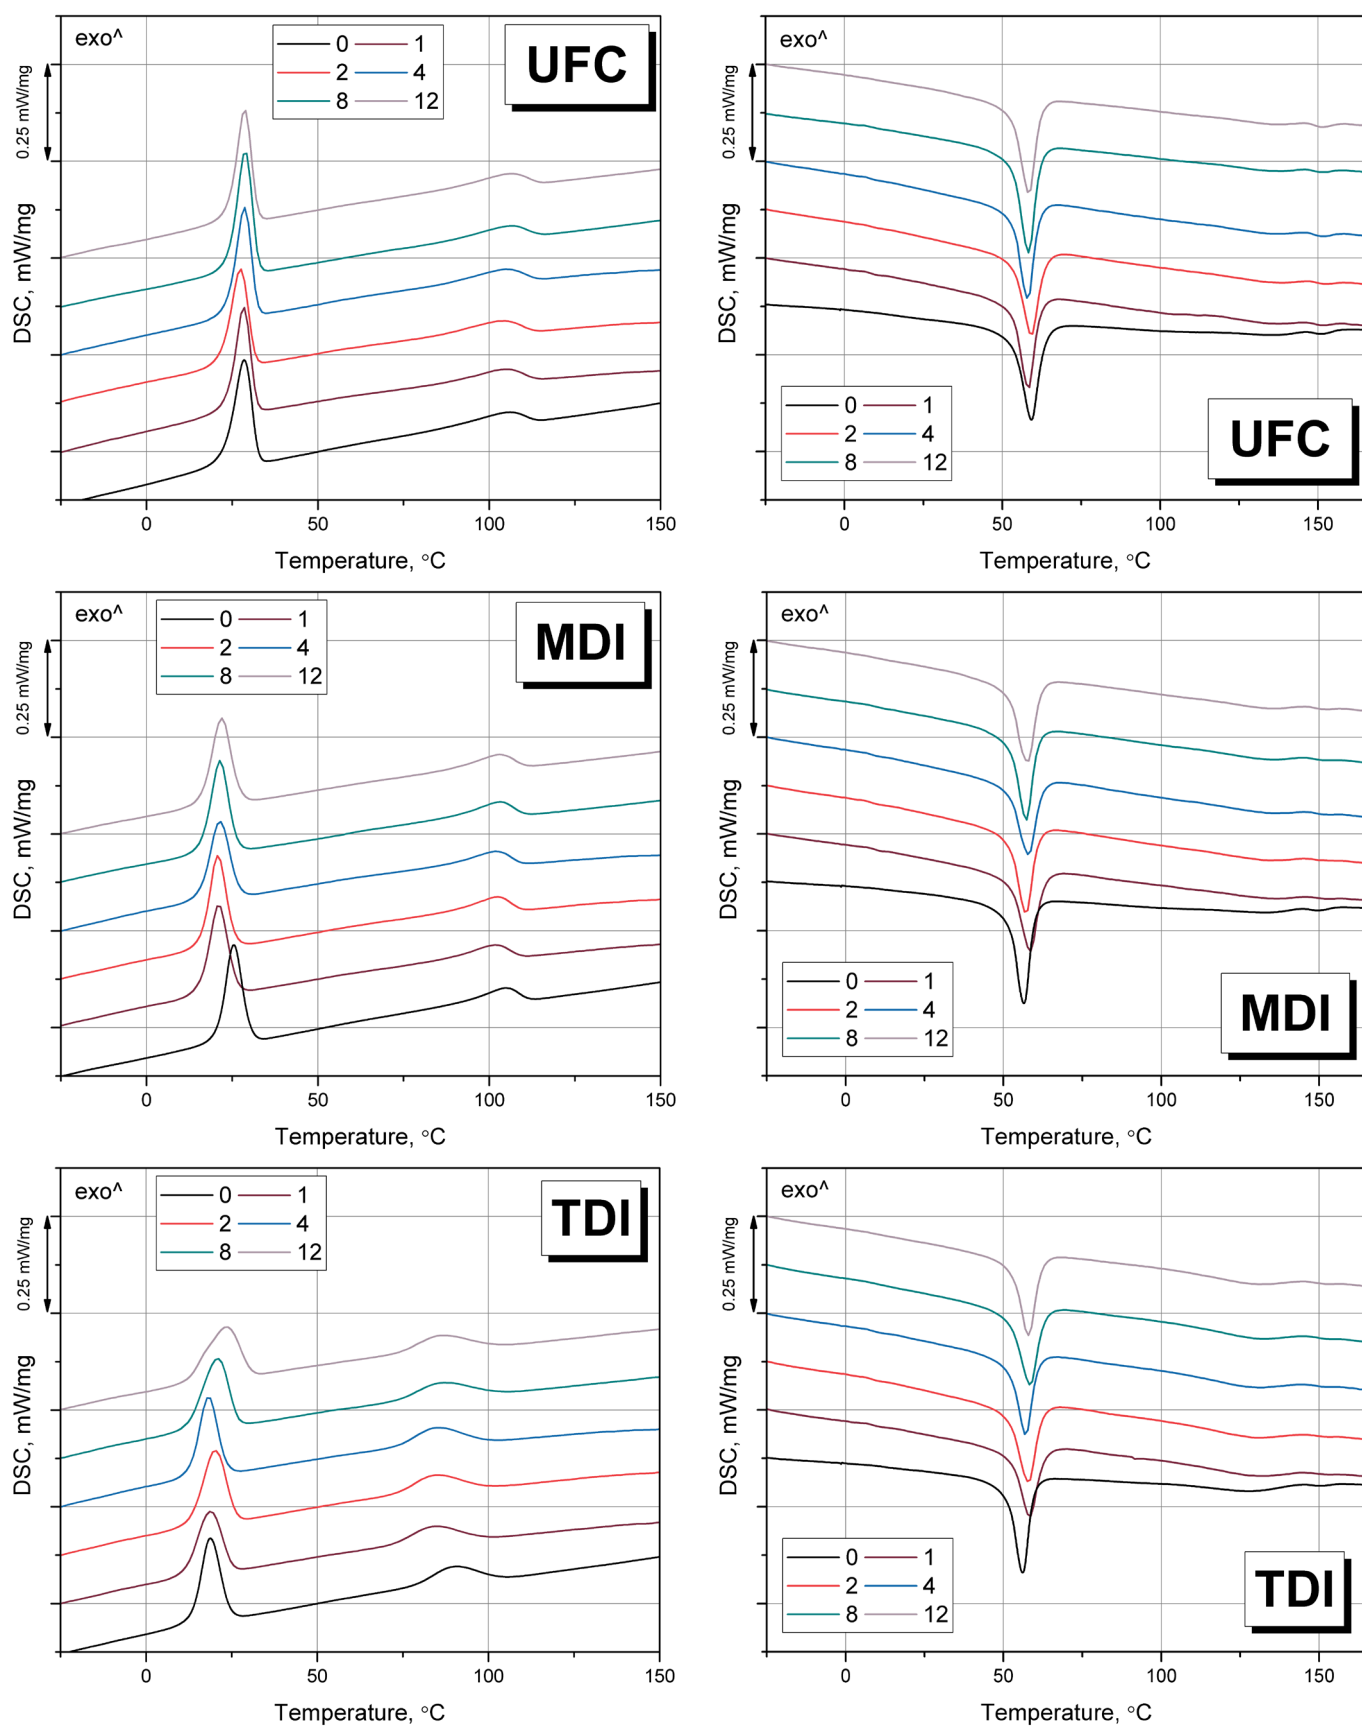 exo^
0 1
2 4
8 12
UFC
0.25 mW/mg
DSC, mW/mg
0 50 100 150
Temperature, °C
exo^
0.25 mW/mg
DSC, mW/mg
0 1
2 4
8 12
UFC
0 50 100 150
Temperature, °C
exo^
0 1
2 4
8 12
MDI
0.25 mW/mg
DSC, mW/mg
0 50 100 150
Temperature, °C
exo^
0.25 mW/mg
DSC, mW/mg
0 1
2 4
8 12
MDI
0 50 100 150
Temperature, °C
exo^
0 1
2 4
8 12
TDI
0.25 mW/mg
DSC, mW/mg
0 50 100 150
Temperature, °C
exo^
0.25 mW/mg
DSC, mW/mg
0 1
2 4
8 12
TDI
0 50 100 150
Temperature, °C